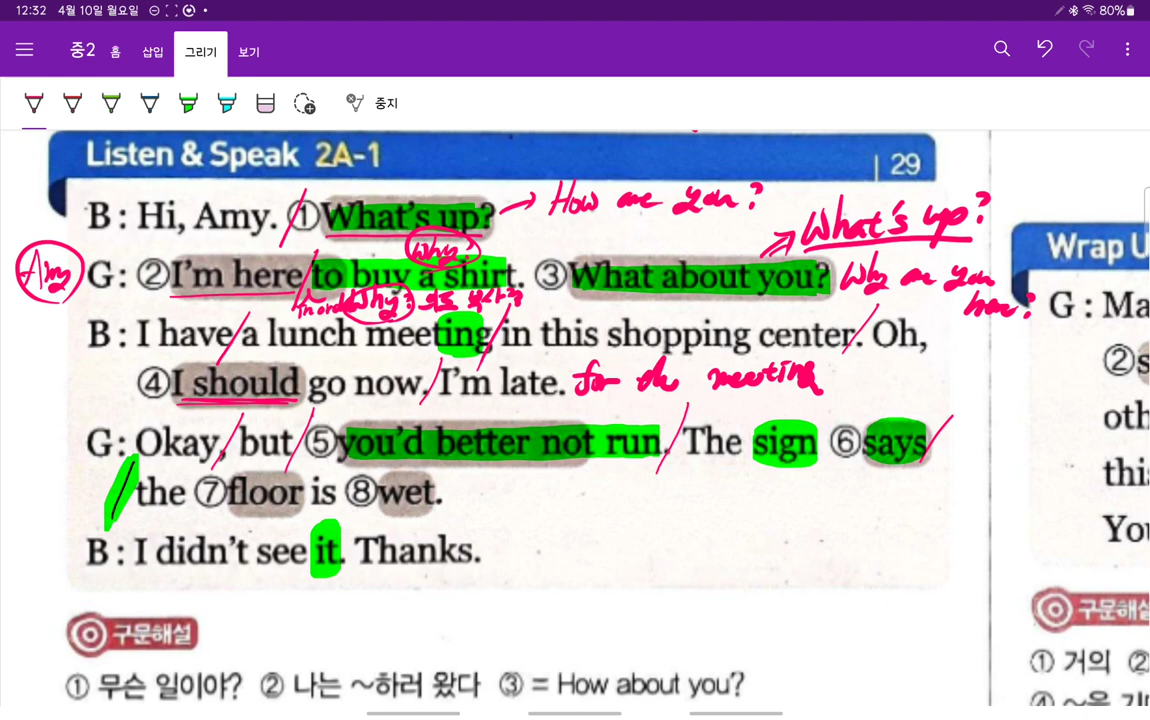 12:32 4월 10일 월요일 80%
중2 홈 삽입 그리기 보기
중지
Listen & Speak 2A-1 | 29
B : Hi, Amy. ①What's up? → How are you?
What's up?
Why?
Amy
G : ②I'm here to buy a shirt. ③What about you? Why are you here?
Why?
B : I have a lunch meeting in this shopping center. Oh,
④I should go now. I'm late. for the meeting
G : Okay, but ⑤you'd better not run. The sign ⑥says
the ⑦floor is ⑧wet.
B : I didn't see it. Thanks.
구문해설
① 무슨 일이야? ② 나는 ~하러 왔다 ③ = How about you?
Wrap U
G : Ma
②s
oth
this
You
구문해설
① 거의 ②
④ ~을 기